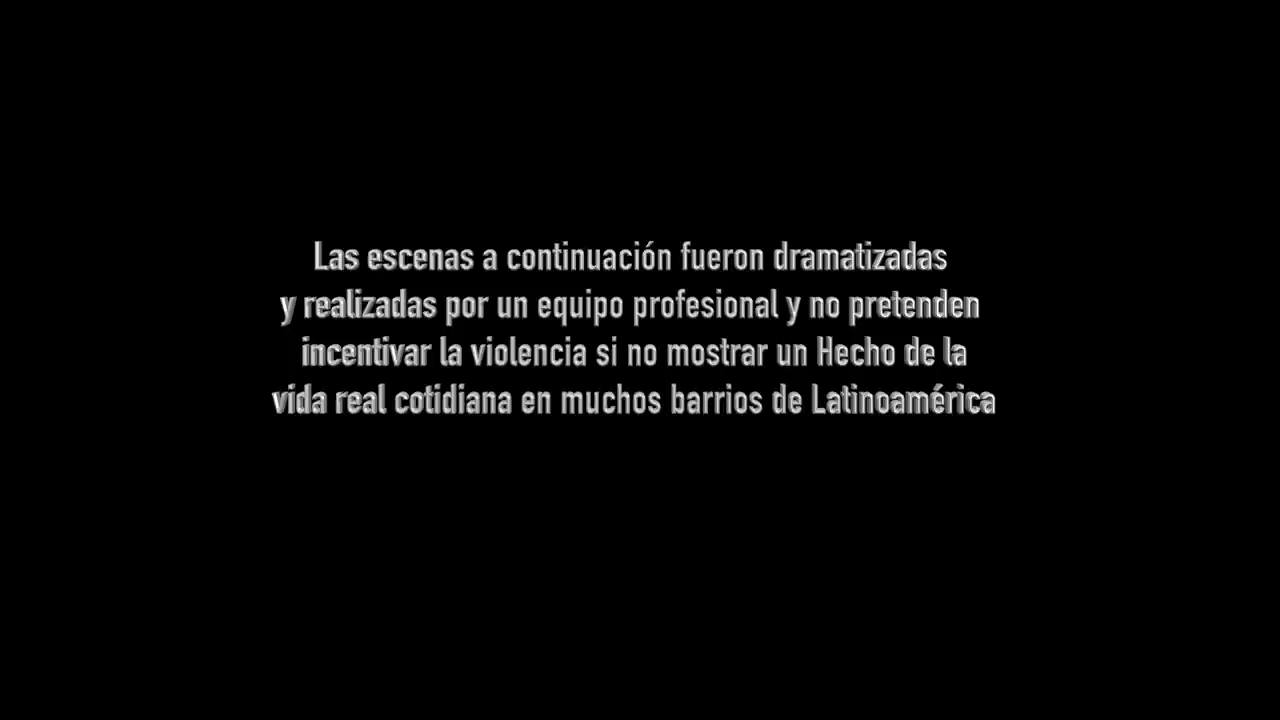 Las escenas a continuación fueron dramatizadas
y realizadas por un equipo profesional y no pretenden
incentivar la violencia si no mostrar un Hecho de la
vida real cotidiana en muchos barrios de Latinoamérica